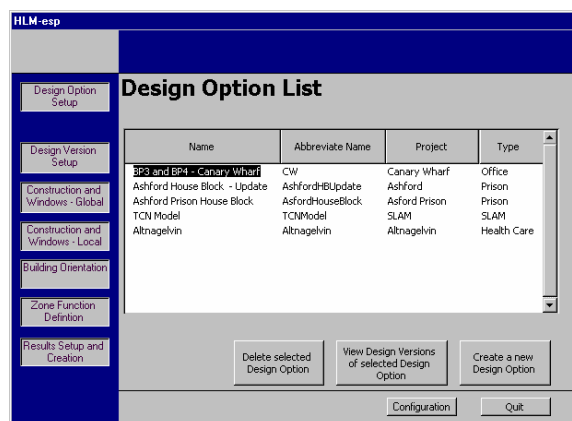 HLM-esp
Design Option List
Design Option
Setup
Design Version
Setup
Construction and
Windows - Global
Construction and
Windows - Local
Building Orientation
Zone Function
Defintion
Results Setup and
Creation
Name Abbreviate Name Project Type
BP3 and BP4 - Canary Wharf CW Canary Wharf Office
Ashford House Block - Update AshfordHBUpdate Ashford Prison
Ashford Prison House Block AsfordHouseBlock Asford Prison Prison
TCN Model TCNModel SLAM SLAM
Altnagelvin Altnagelvin Altnagelvin Health Care
Delete selected
Design Option
View Design Versions
of selected Design
Option
Create a new
Design Option
Configuration Quit